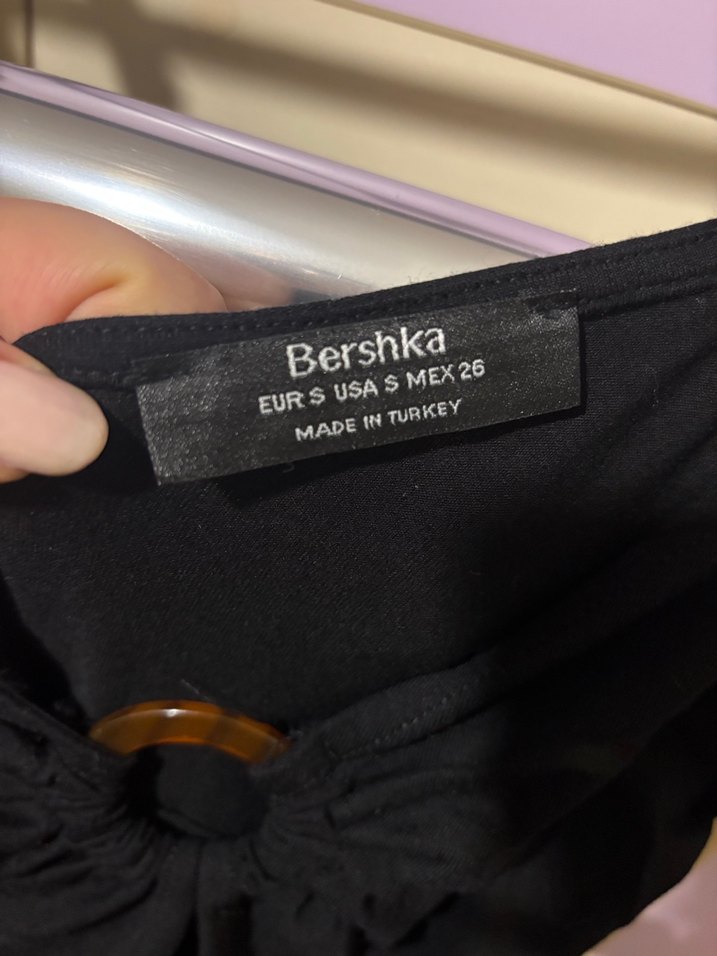 Bershka
EUR S USA S MEX 26
MADE IN TURKEY